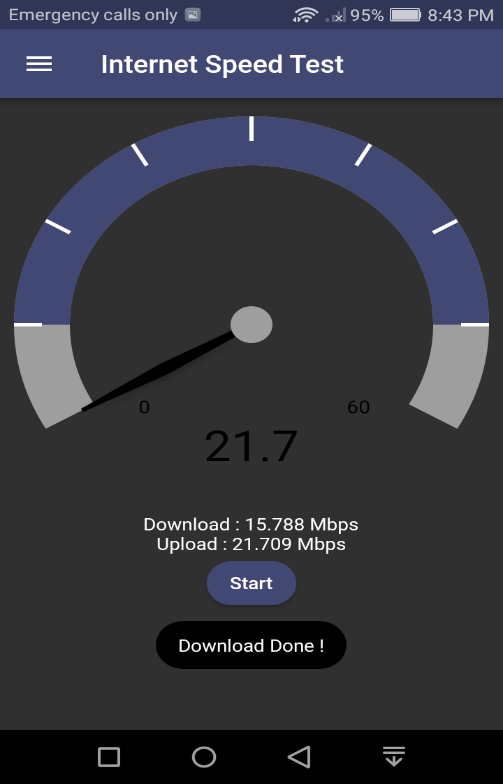 Emergency calls only 95% 8:43 PM
Internet Speed Test
0 60
21.7
Download : 15.788 Mbps
Upload : 21.709 Mbps
Start
Download Done !